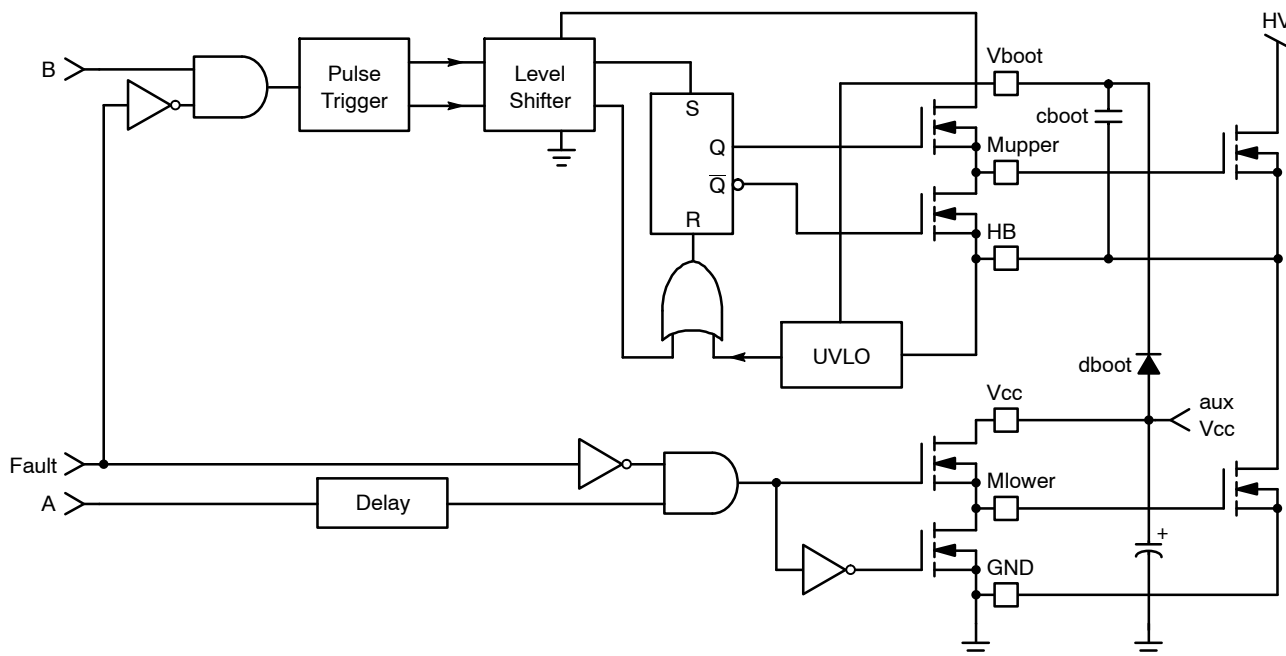 HV
B
Pulse
Trigger
Level
Shifter
Vboot
cboot
S
Q
Q̅
R
Mupper
HB
UVLO
dboot
Vcc
aux
Vcc
Fault
A
Delay
Mlower
+
GND